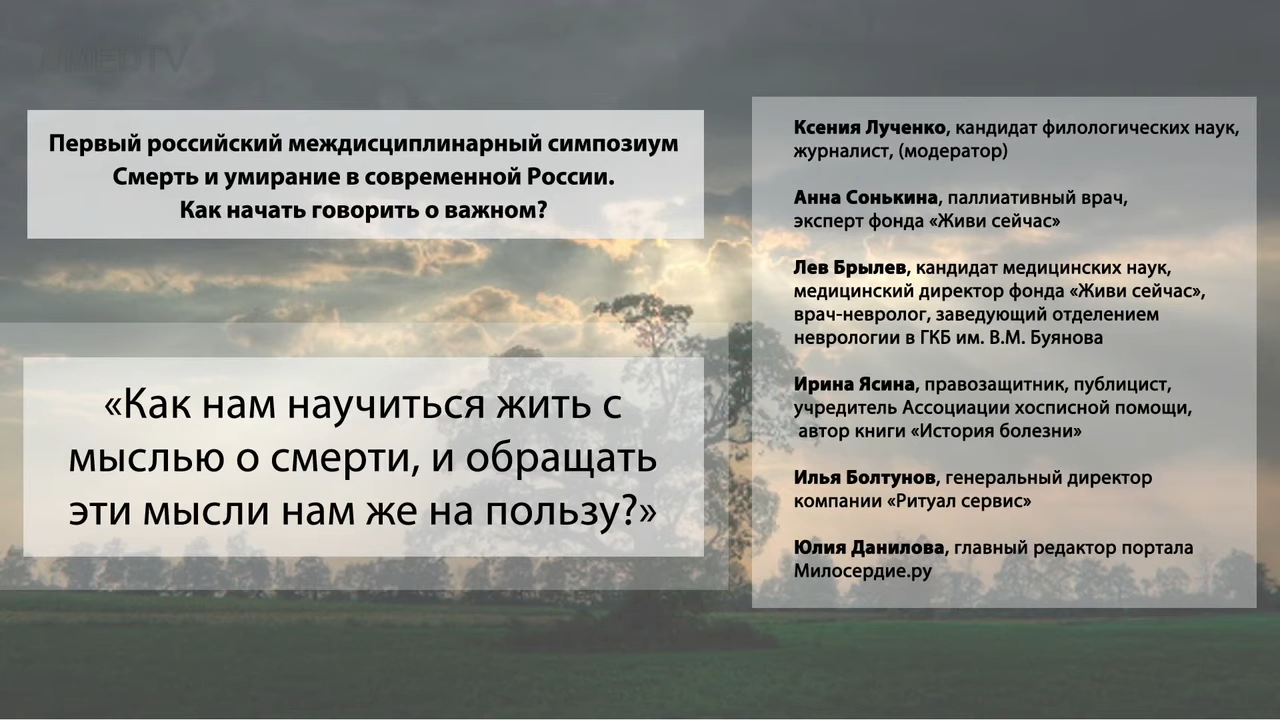 Первый российский междисциплинарный симпозиум
Смерть и умирание в современной России.
Как начать говорить о важном?
«Как нам научиться жить с
мыслью о смерти, и обращать
эти мысли нам же на пользу?»
Ксения Лученко, кандидат филологических наук,
журналист, (модератор)
Анна Сонькина, паллиативный врач,
эксперт фонда «Живи сейчас»
Лев Брылев, кандидат медицинских наук,
медицинский директор фонда «Живи сейчас»,
врач-невролог, заведующий отделением
неврологии в ГКБ им. В.М. Буянова
Ирина Ясина, правозащитник, публицист,
учредитель Ассоциации хосписной помощи,
автор книги «История болезни»
Илья Болтунов, генеральный директор
компании «Ритуал сервис»
Юлия Данилова, главный редактор портала
Милосердие.ру